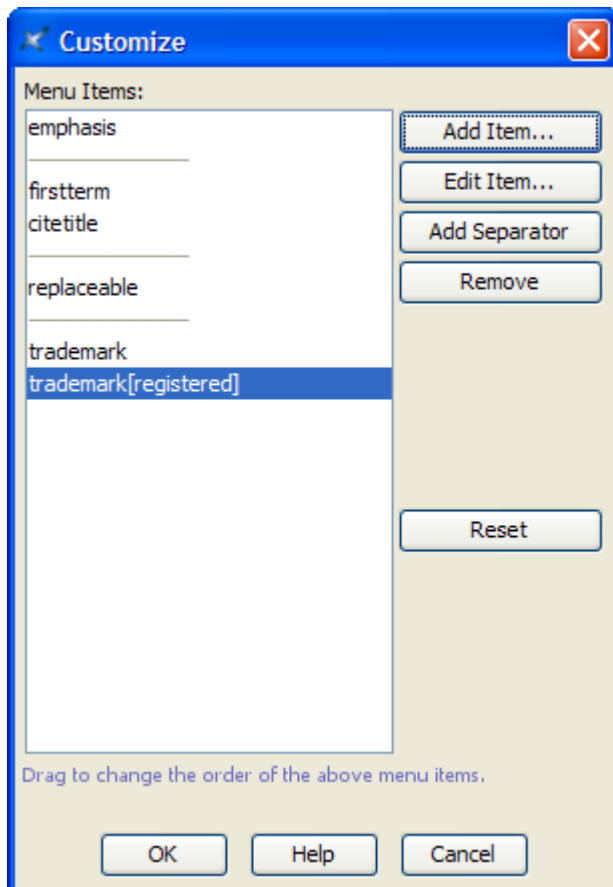 Customize
Menu Items:
emphasis
firstterm
citetitle
replaceable
trademark
trademark[registered]
Add Item...
Edit Item...
Add Separator
Remove
Reset
Drag to change the order of the above menu items.
OK
Help
Cancel